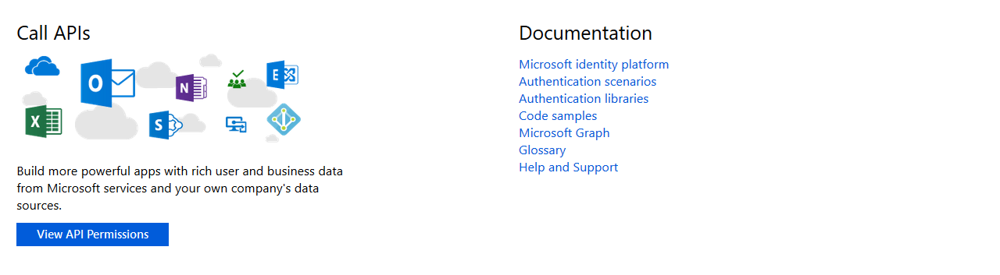 Call APIs
O
N
E
X
S
Build more powerful apps with rich user and business data
from Microsoft services and your own company's data
sources.
View API Permissions
Documentation
Microsoft identity platform
Authentication scenarios
Authentication libraries
Code samples
Microsoft Graph
Glossary
Help and Support